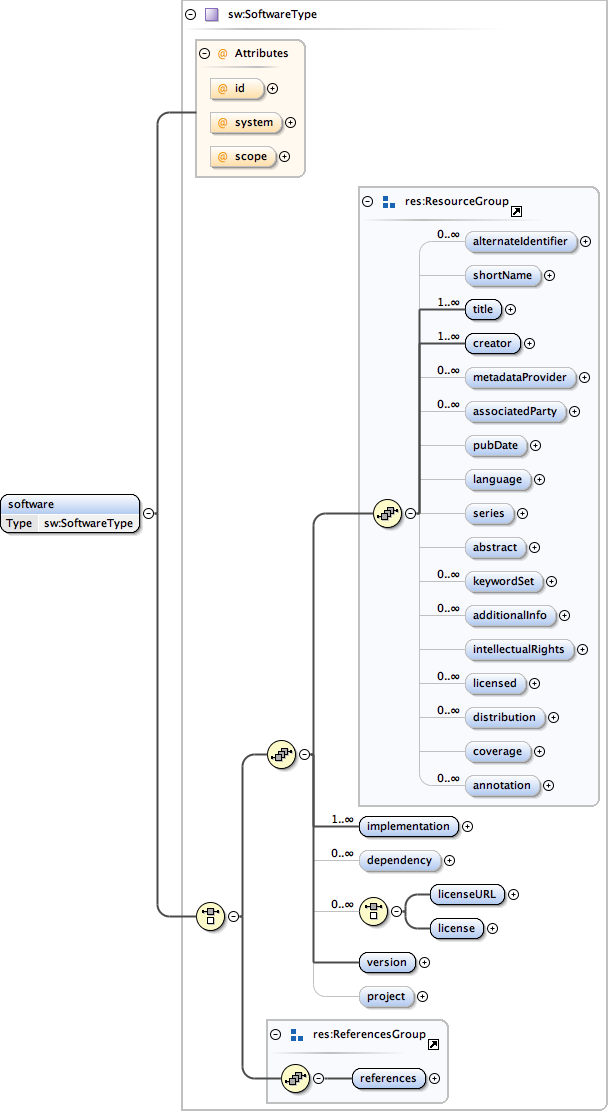 sw:SoftwareType
@ Attributes
@ id
@ system
@ scope
res:ResourceGroup
0..∞
alternateIdentifier
shortName
1..∞
title
1..∞
creator
0..∞
metadataProvider
0..∞
associatedParty
pubDate
language
software
Type sw:SoftwareType
series
abstract
0..∞
keywordSet
0..∞
additionalInfo
intellectualRights
0..∞
licensed
0..∞
distribution
coverage
0..∞
annotation
1..∞
implementation
0..∞
dependency
0..∞
licenseURL
license
version
project
res:ReferencesGroup
references